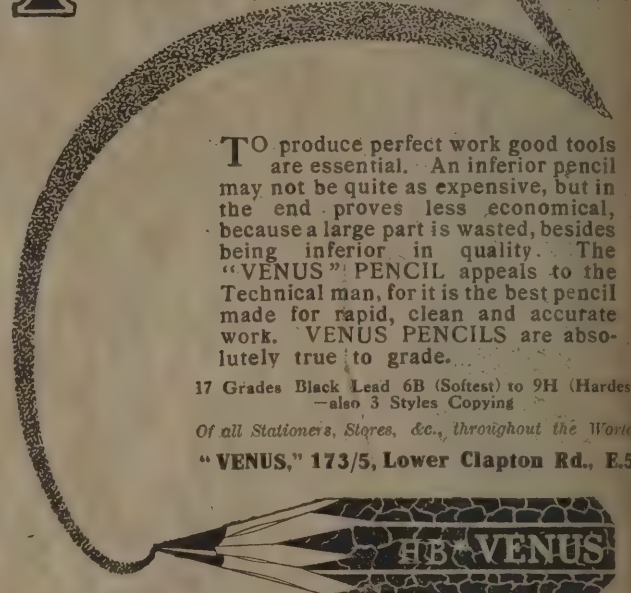 TO produce perfect work good tools
are essential. An inferior pencil
may not be quite as expensive, but in
the end proves less economical,
because a large part is wasted, besides
being inferior in quality. The
"VENUS" PENCIL appeals to the
Technical man, for it is the best pencil
made for rapid, clean and accurate
work. VENUS PENCILS are abso-
lutely true to grade.
17 Grades Black Lead 6B (Softest) to 9H (Hardes
—also 3 Styles Copying
Of all Stationers, Stores, &c., throughout the Worl
"VENUS," 173/5, Lower Clapton Rd., E.5
HB VENUS